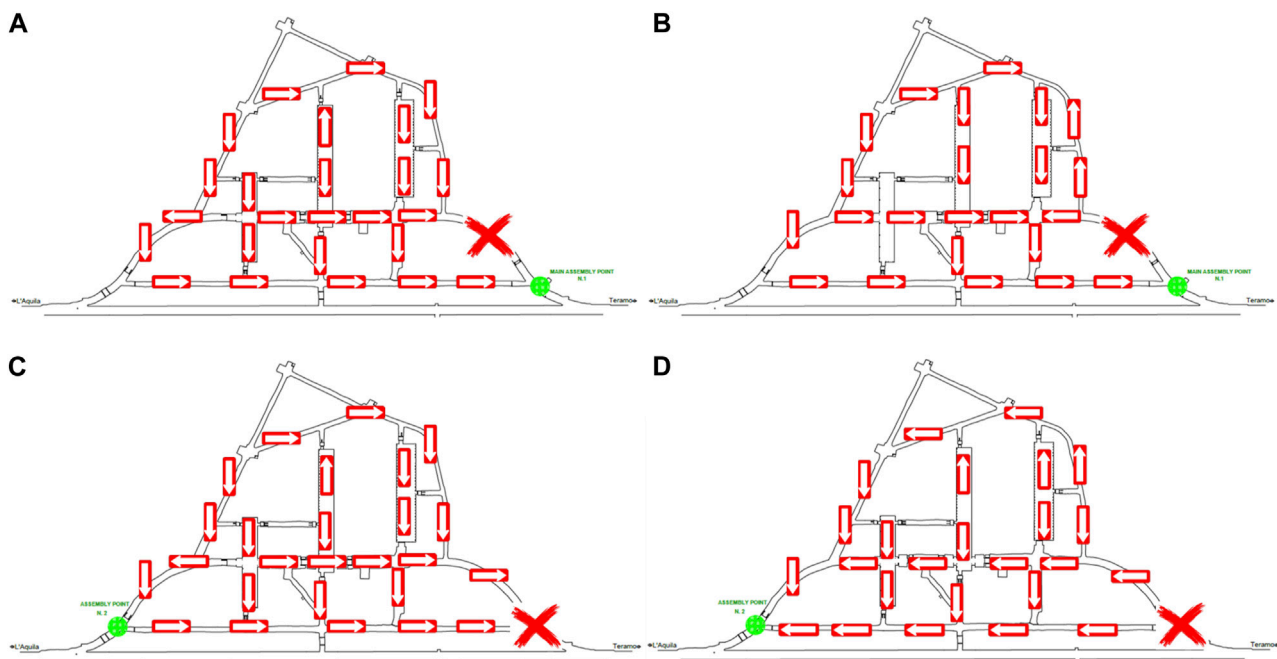 A
B
MAIN ASSEMBLY POINT
N.1
L'Aquila
Teramo
MAIN ASSEMBLY POINT
N.1
L'Aquila
Teramo
C
D
ASSEMBLY POINT
N. 2
L'Aquila
Teramo
ASSEMBLY POINT
N. 2
L'Aquila
Teramo